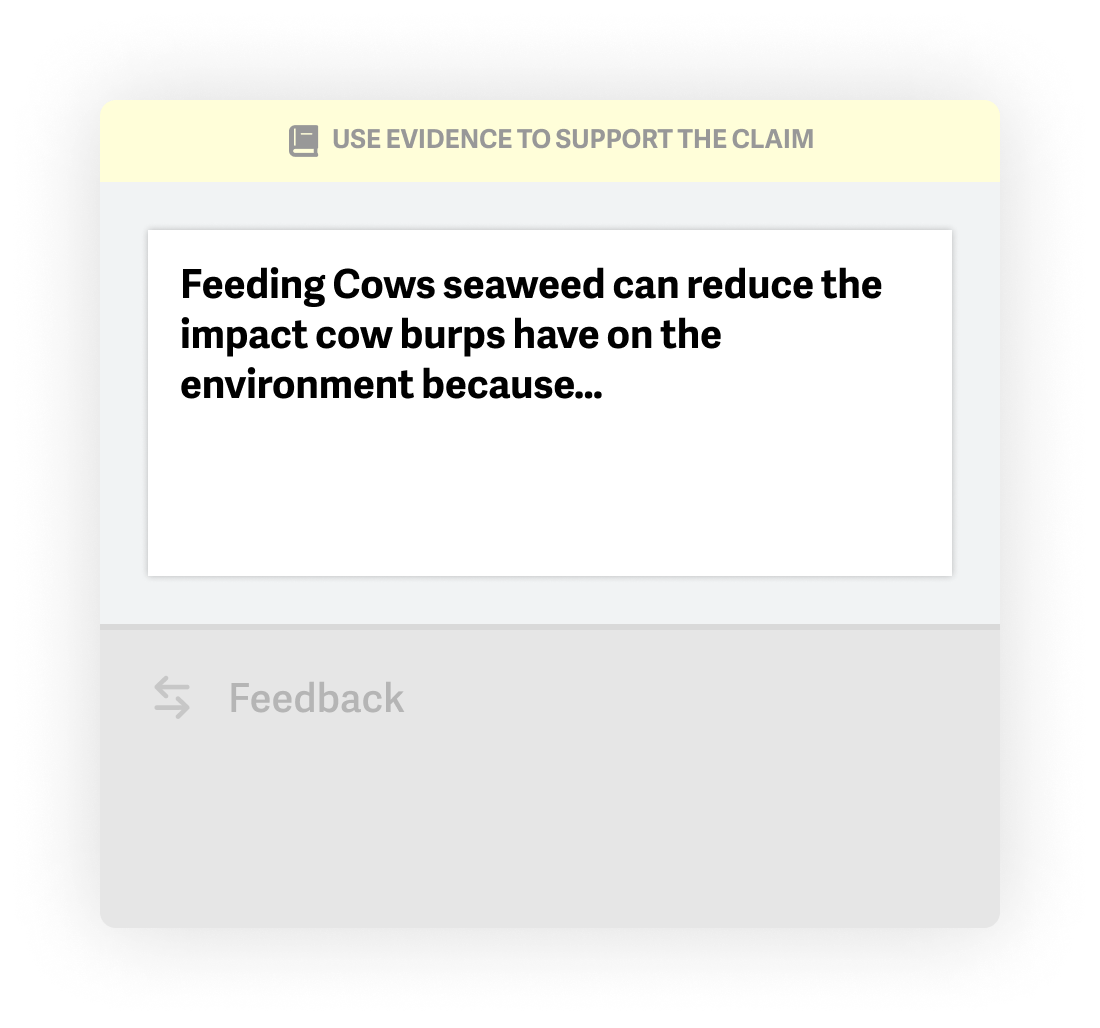 USE EVIDENCE TO SUPPORT THE CLAIM
Feeding Cows seaweed can reduce the
impact cow burps have on the
environment because...
Feedback